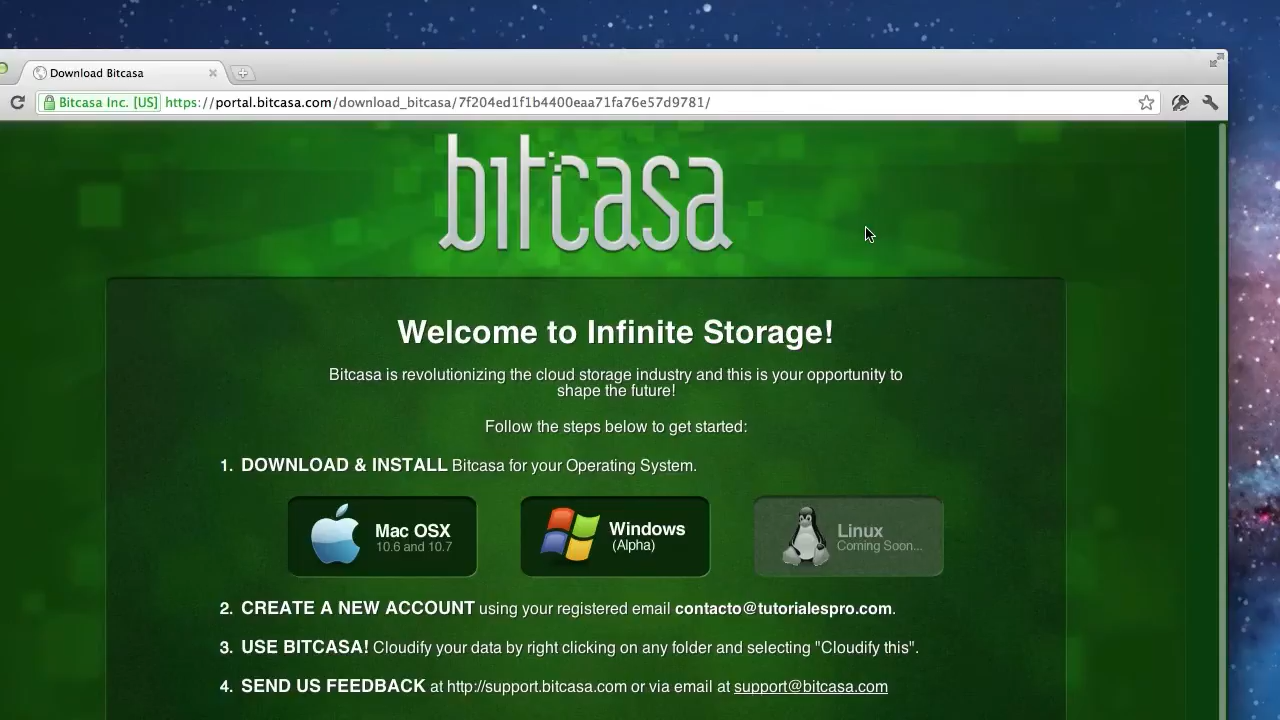 Download Bitcasa
Bitcasa Inc. [US] https://portal.bitcasa.com/download_bitcasa/7f204ed1f1b4400eaa71fa76e57d9781/
bitcasa
Welcome to Infinite Storage!
Bitcasa is revolutionizing the cloud storage industry and this is your opportunity to
shape the future!
Follow the steps below to get started:
1. DOWNLOAD & INSTALL Bitcasa for your Operating System.
Mac OSX
10.6 and 10.7
Windows
(Alpha)
Linux
Coming Soon...
2. CREATE A NEW ACCOUNT using your registered email contacto@tutorialespro.com.
3. USE BITCASA! Cloudify your data by right clicking on any folder and selecting "Cloudify this".
4. SEND US FEEDBACK at http://support.bitcasa.com or via email at support@bitcasa.com